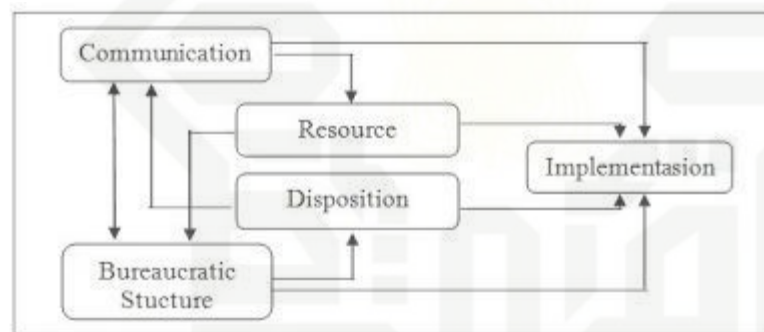 Communication
Resource
Implementasion
Disposition
Bureaucratic
Stucture